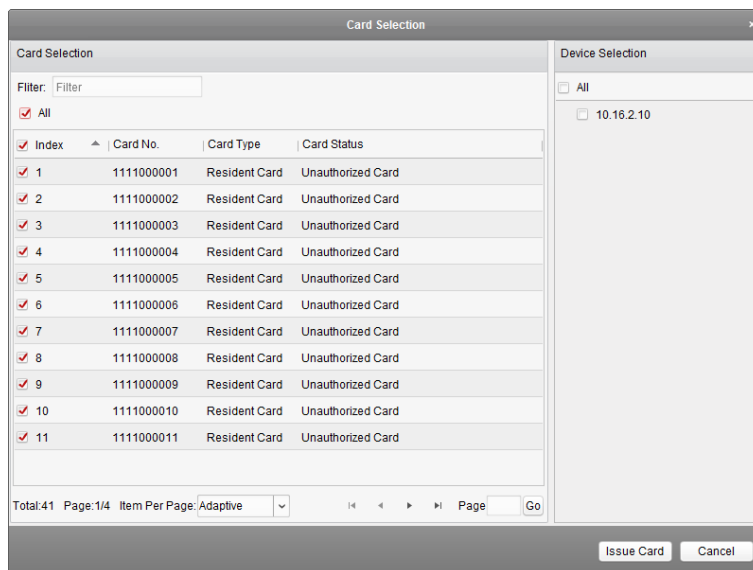 Card Selection
Card Selection
Device Selection
Fliter: Filter
All
All
10.16.2.10
Index Card No. Card Type Card Status
1 1111000001 Resident Card Unauthorized Card
2 1111000002 Resident Card Unauthorized Card
3 1111000003 Resident Card Unauthorized Card
4 1111000004 Resident Card Unauthorized Card
5 1111000005 Resident Card Unauthorized Card
6 1111000006 Resident Card Unauthorized Card
7 1111000007 Resident Card Unauthorized Card
8 1111000008 Resident Card Unauthorized Card
9 1111000009 Resident Card Unauthorized Card
10 1111000010 Resident Card Unauthorized Card
11 1111000011 Resident Card Unauthorized Card
Total:41 Page:1/4 Item Per Page: Adaptive Page Go
Issue Card Cancel